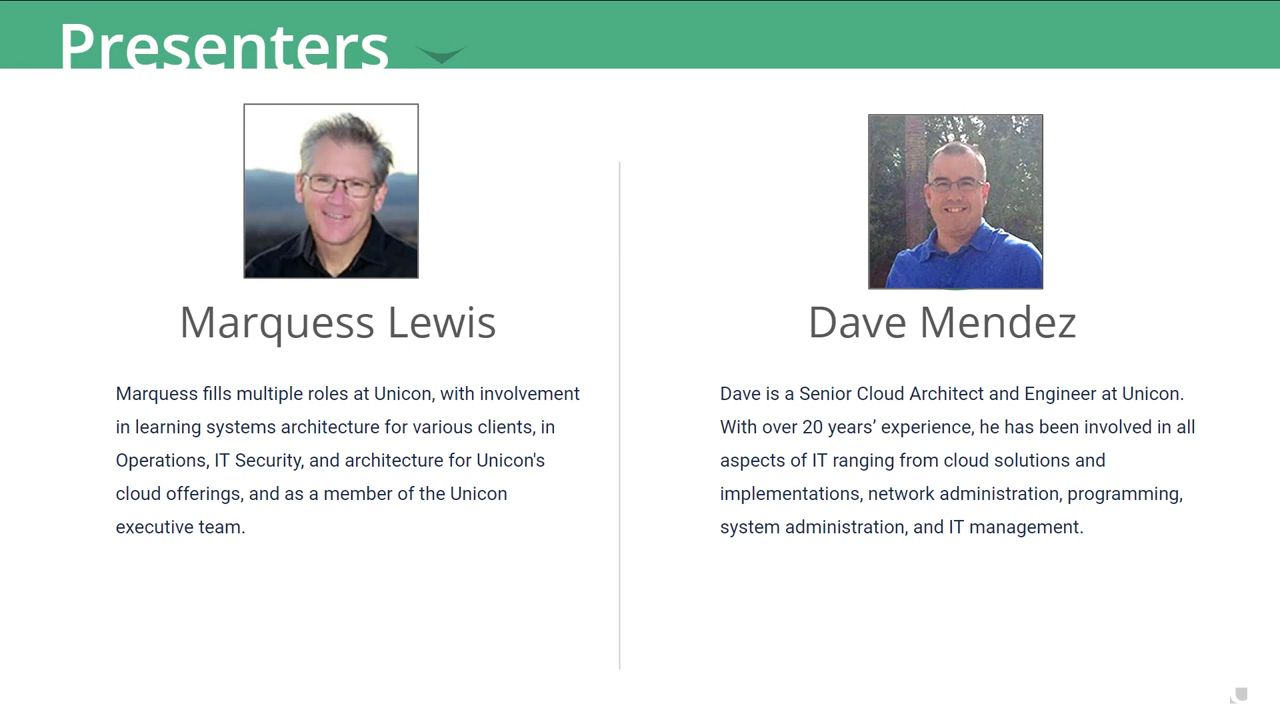 Presenters
Marquess Lewis
Marquess fills multiple roles at Unicon, with involvement
in learning systems architecture for various clients, in
Operations, IT Security, and architecture for Unicon's
cloud offerings, and as a member of the Unicon
executive team.
Dave Mendez
Dave is a Senior Cloud Architect and Engineer at Unicon.
With over 20 years’ experience, he has been involved in all
aspects of IT ranging from cloud solutions and
implementations, network administration, programming,
system administration, and IT management.